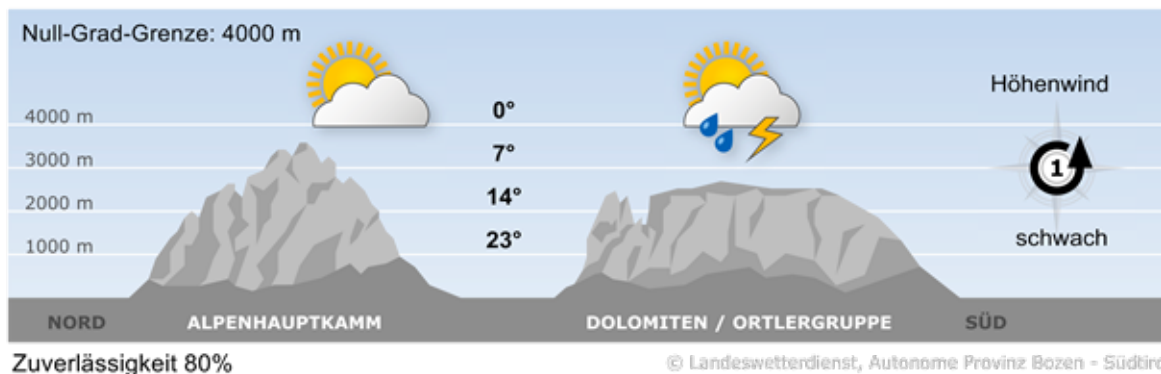 Null-Grad-Grenze: 4000 m
Höhenwind
4000 m
0°
3000 m
7°
1
2000 m
14°
1000 m
23°
schwach
NORD
ALPENHAUPTKAMM
DOLOMITEN / ORTLERGRUPPE
SÜD
Zuverlässigkeit 80%
© Landeswetterdienst, Autonome Provinz Bozen - Südtiro